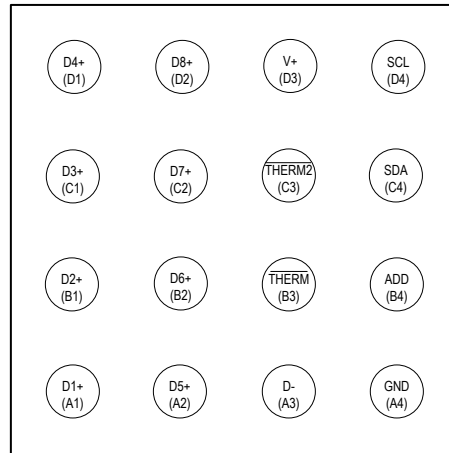 D4+ D8+ V+ SCL
(D1) (D2) (D3) (D4)
D3+ D7+ THERM2 SDA
(C1) (C2) (C3) (C4)
D2+ D6+ THERM ADD
(B1) (B2) (B3) (B4)
D1+ D5+ D- GND
(A1) (A2) (A3) (A4)